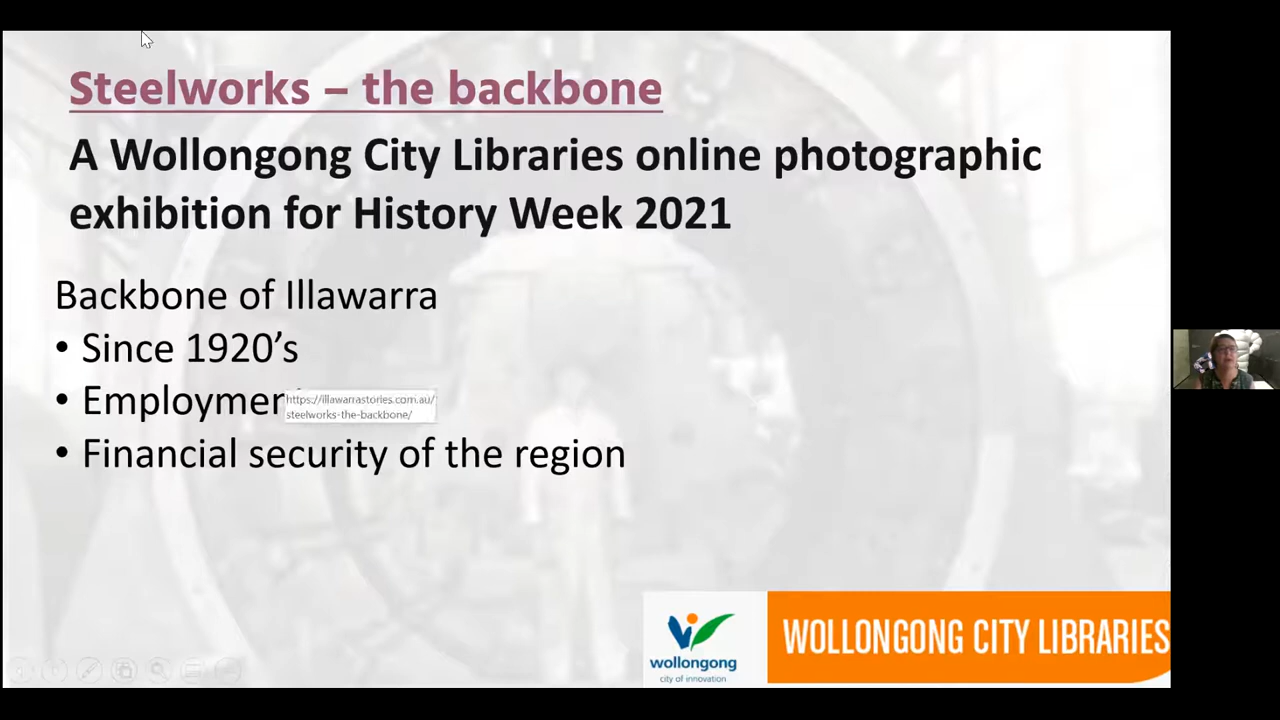 Steelworks – the backbone
A Wollongong City Libraries online photographic
exhibition for History Week 2021
Backbone of Illawarra
• Since 1920’s
• Employmen
https://illawarrastories.com.au/
steelworks-the-backbone/
• Financial security of the region
wollongong
city of innovation
WOLLONGONG CITY LIBRARIES